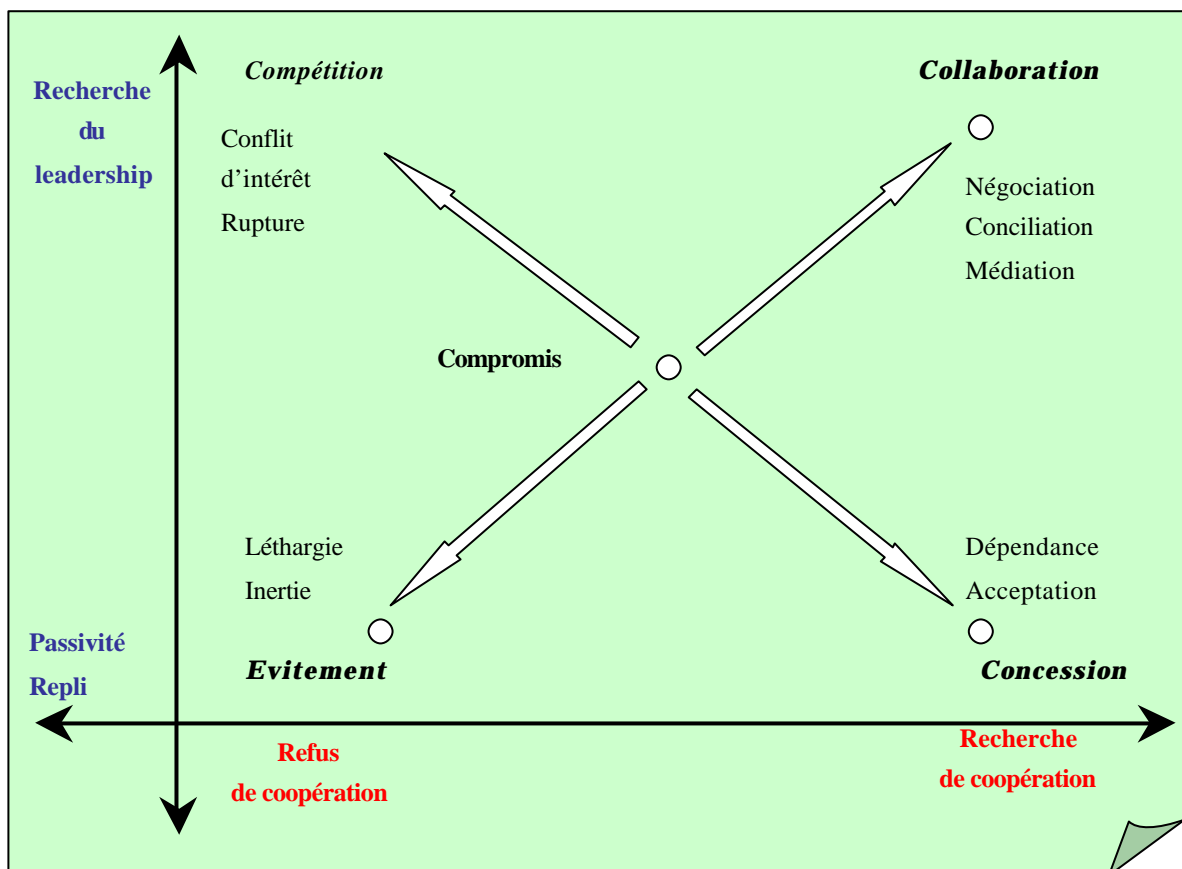 Compétition
Collaboration
Recherche
du
leadership
Conflit
d’intérêt
Rupture
Négociation
Conciliation
Médiation
Compromis
Léthargie
Inertie
Dépendance
Acceptation
Passivité
Repli
Evitement
Concession
Refus
de coopération
Recherche
de coopération